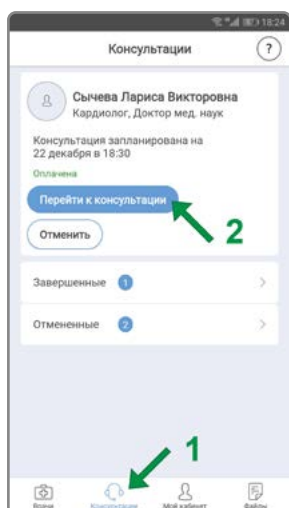 18:24
Консультации
?
Сычева Лариса Викторовна
Кардиолог, Доктор мед. наук
Консультация запланирована на
22 декабря в 18:30
Оплачена
Перейти к консультации
Отменить
2
Завершенные 1
Отмененные 2
1
Врачи Консультации Мой кабинет Файлы